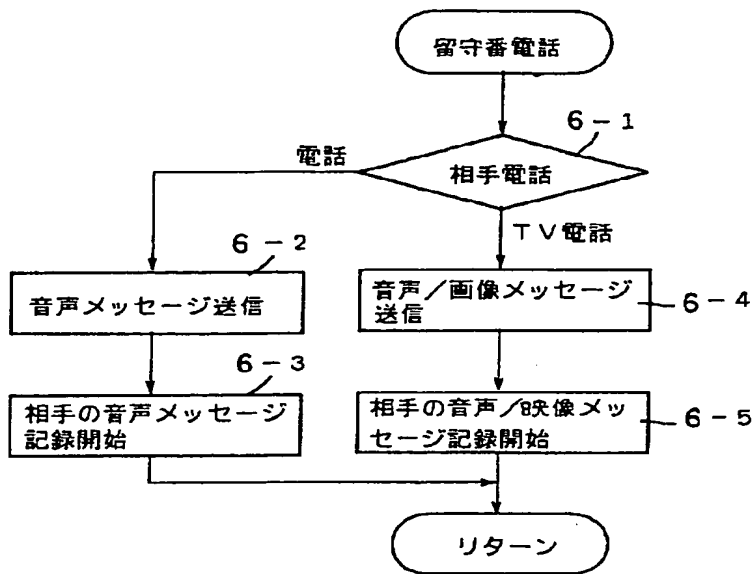 留守番電話
6-1
電話
相手電話
TV電話
6-2
音声メッセージ送信
音声/画像メッセージ
送信
6-4
6-3
相手の音声メッセージ
記録開始
相手の音声/映像メッ
セージ記録開始
6-5
リターン